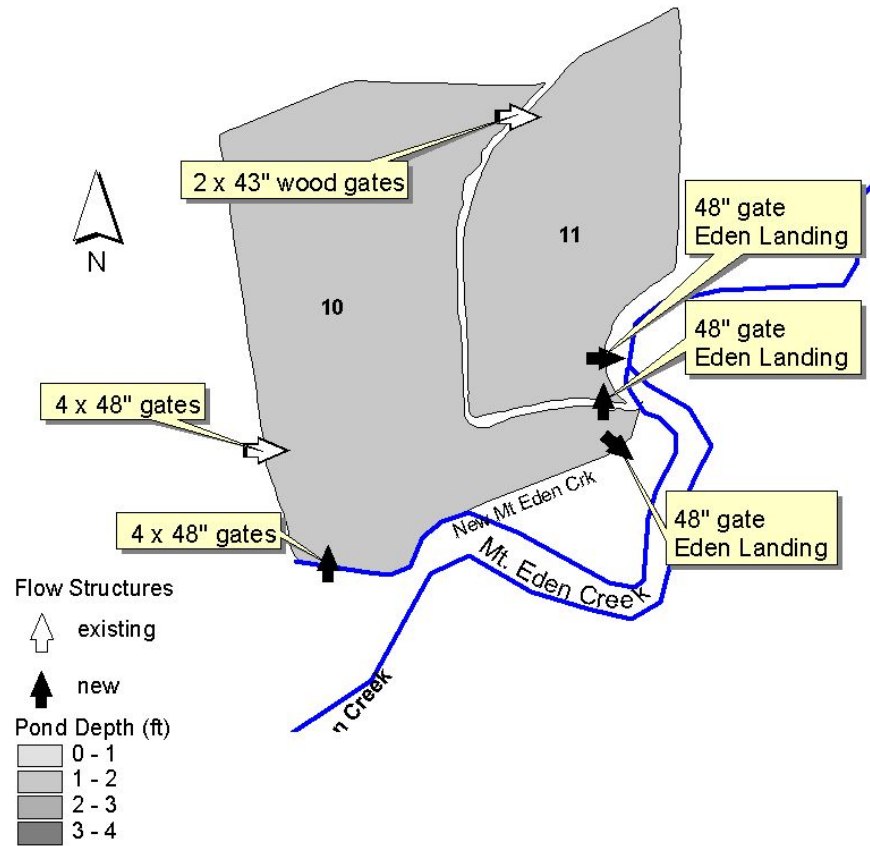 2 x 43" wood gates
48" gate
Eden Landing
N
11
10
48" gate
Eden Landing
4 x 48" gates
New Mt Eden Crk
48" gate
Eden Landing
4 x 48" gates
Mt. Eden Creek
n Creek
Flow Structures
existing
new
Pond Depth (ft)
0 - 1
1 - 2
2 - 3
3 - 4